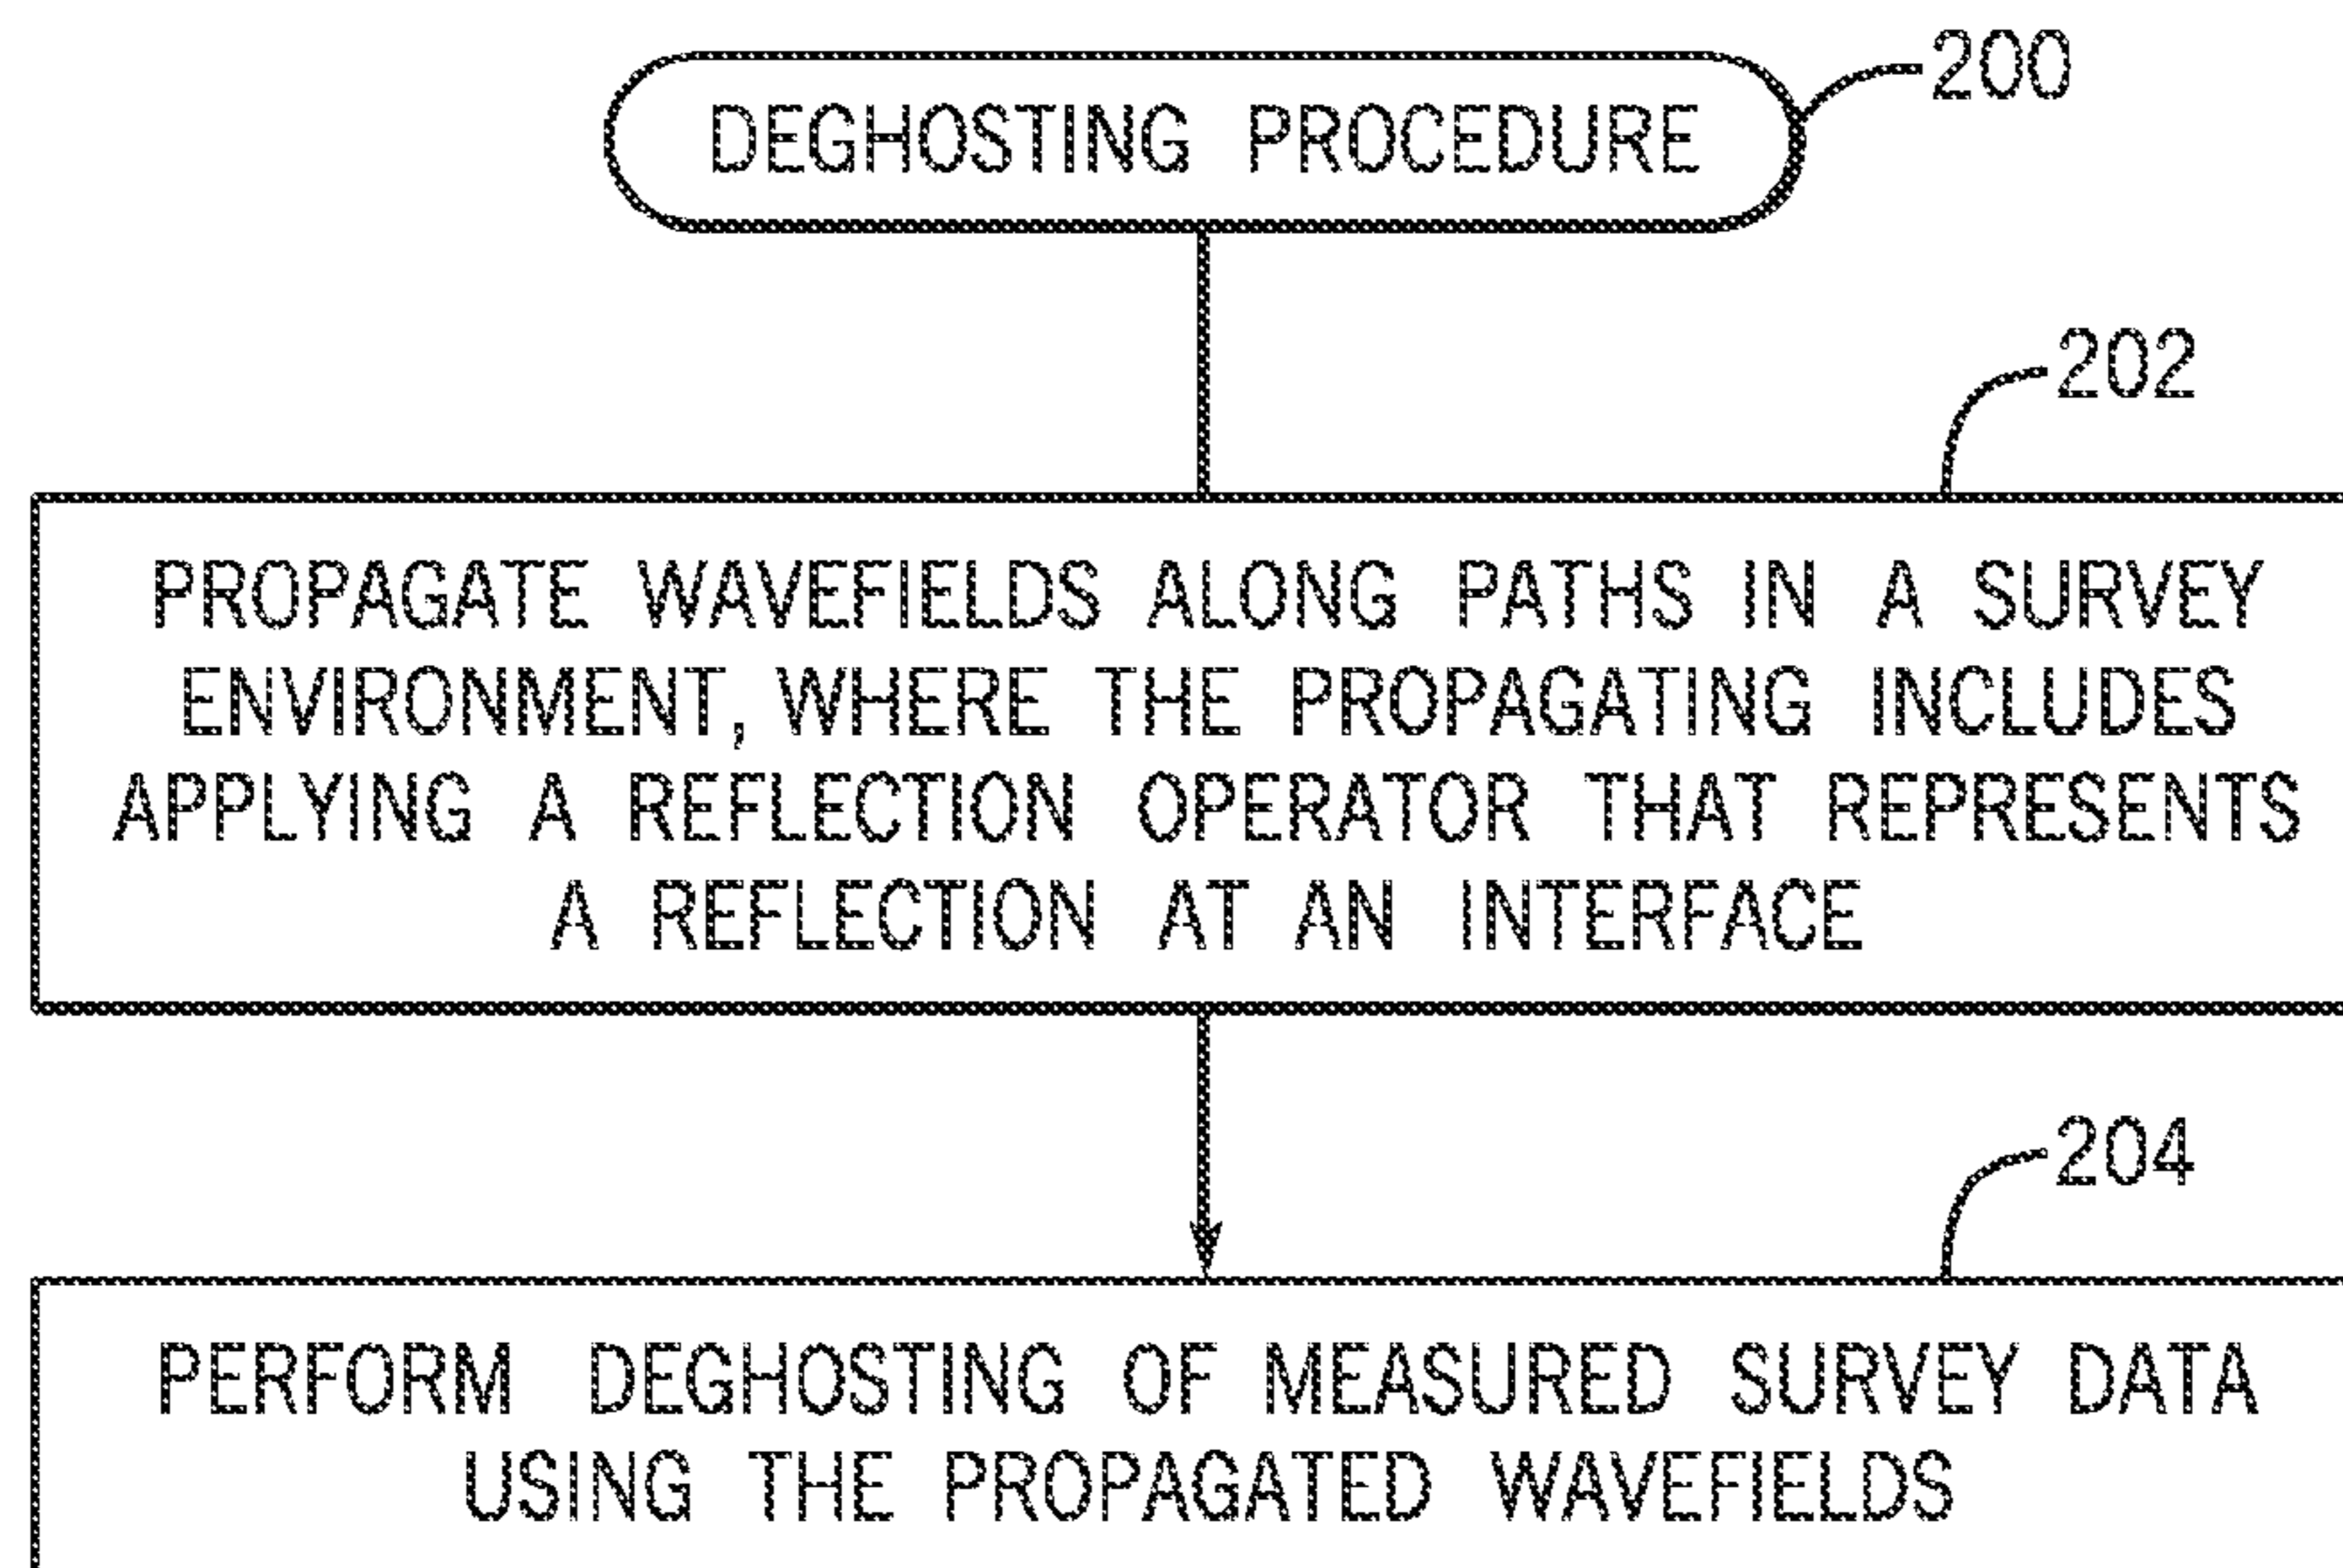 DEGHOSTING PROCEDURE
200
202
PROPAGATE WAVEFIELDS ALONG PATHS IN A SURVEY
ENVIRONMENT, WHERE THE PROPAGATING INCLUDES
APPLYING A REFLECTION OPERATOR THAT REPRESENTS
A REFLECTION AT AN INTERFACE
204
PERFORM DEGHOSTING OF MEASURED SURVEY DATA
USING THE PROPAGATED WAVEFIELDS